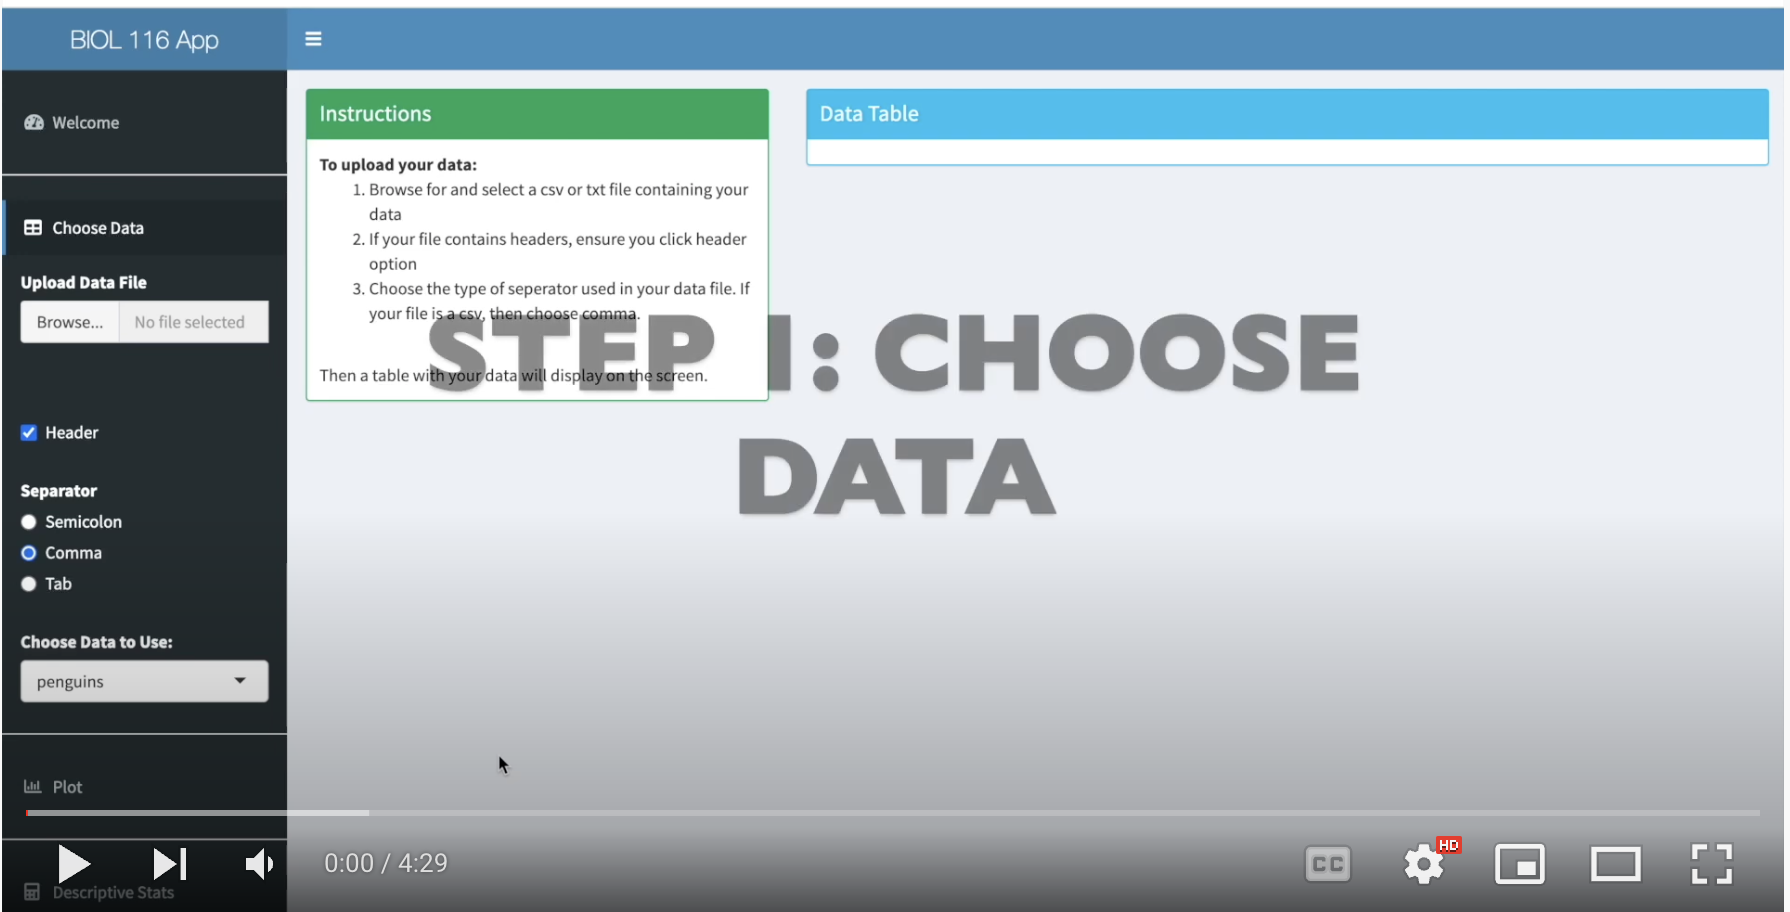 BIOL 116 App
Welcome
Choose Data
Upload Data File
Browse... No file selected
Header
Separator
Semicolon
Comma
Tab
Choose Data to Use:
penguins
Plot
Descriptive Stats
Instructions
To upload your data:
1. Browse for and select a csv or txt file containing your
data
2. If your file contains headers, ensure you click header
option
3. Choose the type of seperator used in your data file. If
your file is a csv, then choose comma.
Then a table with your data will display on the screen.
Data Table
STEP 1: CHOOSE
DATA
0:00 / 4:29
CC
HD